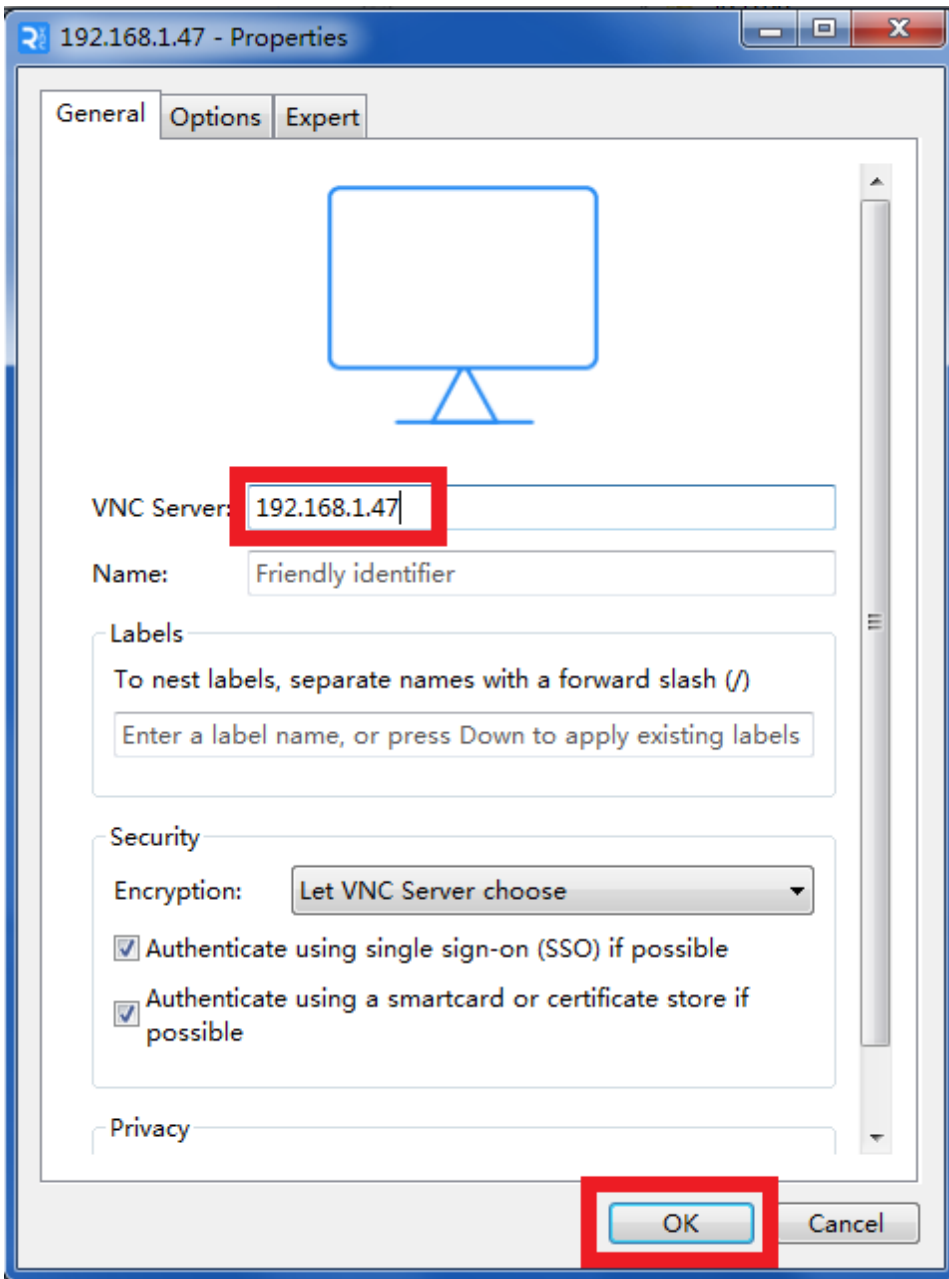 192.168.1.47 - Properties
General Options Expert
VNC Server: 192.168.1.47
Name: Friendly identifier
Labels
To nest labels, separate names with a forward slash (/)
Enter a label name, or press Down to apply existing labels
Security
Encryption: Let VNC Server choose
Authenticate using single sign-on (SSO) if possible
Authenticate using a smartcard or certificate store if
possible
Privacy
OK Cancel